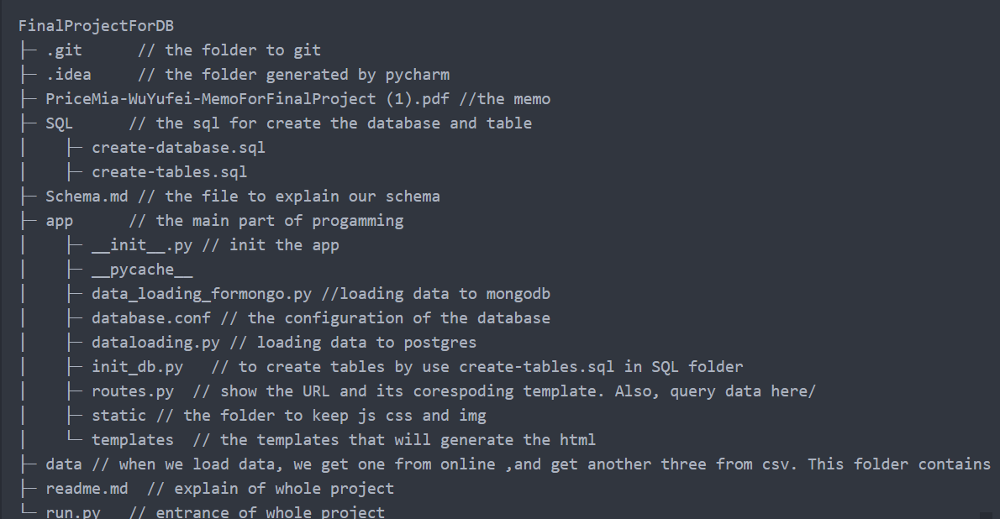 FinalProjectForDB
├─ .git      // the folder to git
├─ .idea     // the folder generated by pycharm
├─ PriceMia-WuYufei-MemoForFinalProject (1).pdf //the memo
├─ SQL      // the sql for create the database and table
│    ├─ create-database.sql
│    ├─ create-tables.sql
├─ Schema.md // the file to explain our schema
├─ app      // the main part of progamming
│    ├─ __init__.py // init the app
│    ├─ __pycache__
│    ├─ data_loading_formongo.py //loading data to mongodb
│    ├─ database.conf // the configuration of the database
│    ├─ dataloading.py // loading data to postgres
│    ├─ init_db.py   // to create tables by use create-tables.sql in SQL folder
│    ├─ routes.py  // show the URL and its corespoding template. Also, query data here/
│    ├─ static // the folder to keep js css and img
│    └─ templates  // the templates that will generate the html
├─ data // when we load data, we get one from online ,and get another three from csv. This folder contains
├─ readme.md  // explain of whole project
└─ run.py   // entrance of whole project